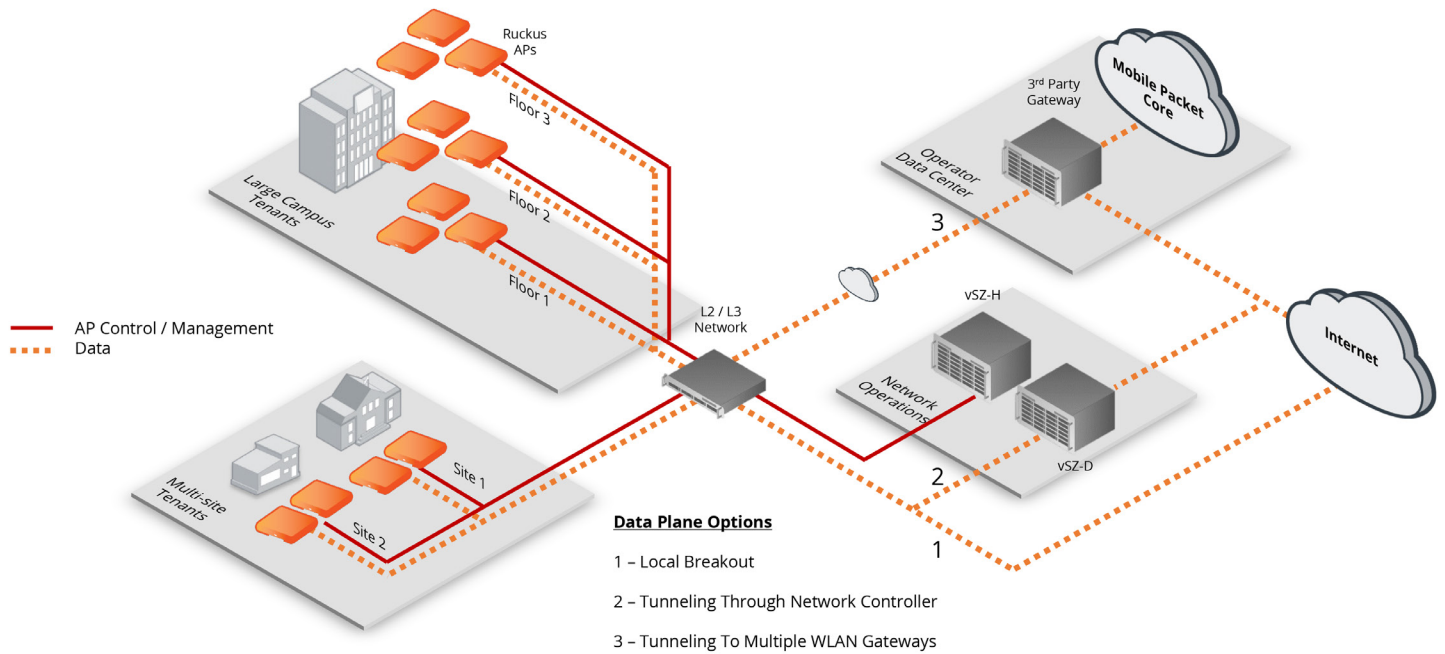 Ruckus
APs
Floor 3
Floor 2
Floor 1
Large Campus
Tenants
AP Control / Management
Data
Multi-site
Tenants
Site 1
Site 2
L2 / L3
Network
3rd Party
Gateway
Mobile Packet
Core
Operator
Data Center
3
vSZ-H
Network
Operations
vSZ-D
2
1
Internet
Data Plane Options
1 – Local Breakout
2 – Tunneling Through Network Controller
3 – Tunneling To Multiple WLAN Gateways